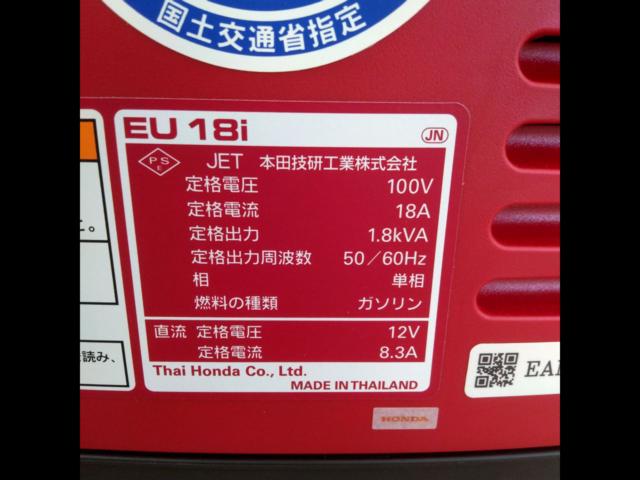 国土交通省指定
EU 18i
JN
PSE JET 本田技研工業株式会社
定格電圧 100V
定格電流 18A
定格出力 1.8kVA
定格出力周波数 50/60Hz
相 単相
燃料の種類 ガソリン
直流 定格電圧 12V
定格電流 8.3A
Thai Honda Co., Ltd.
MADE IN THAILAND
HONDA
と。
読み、